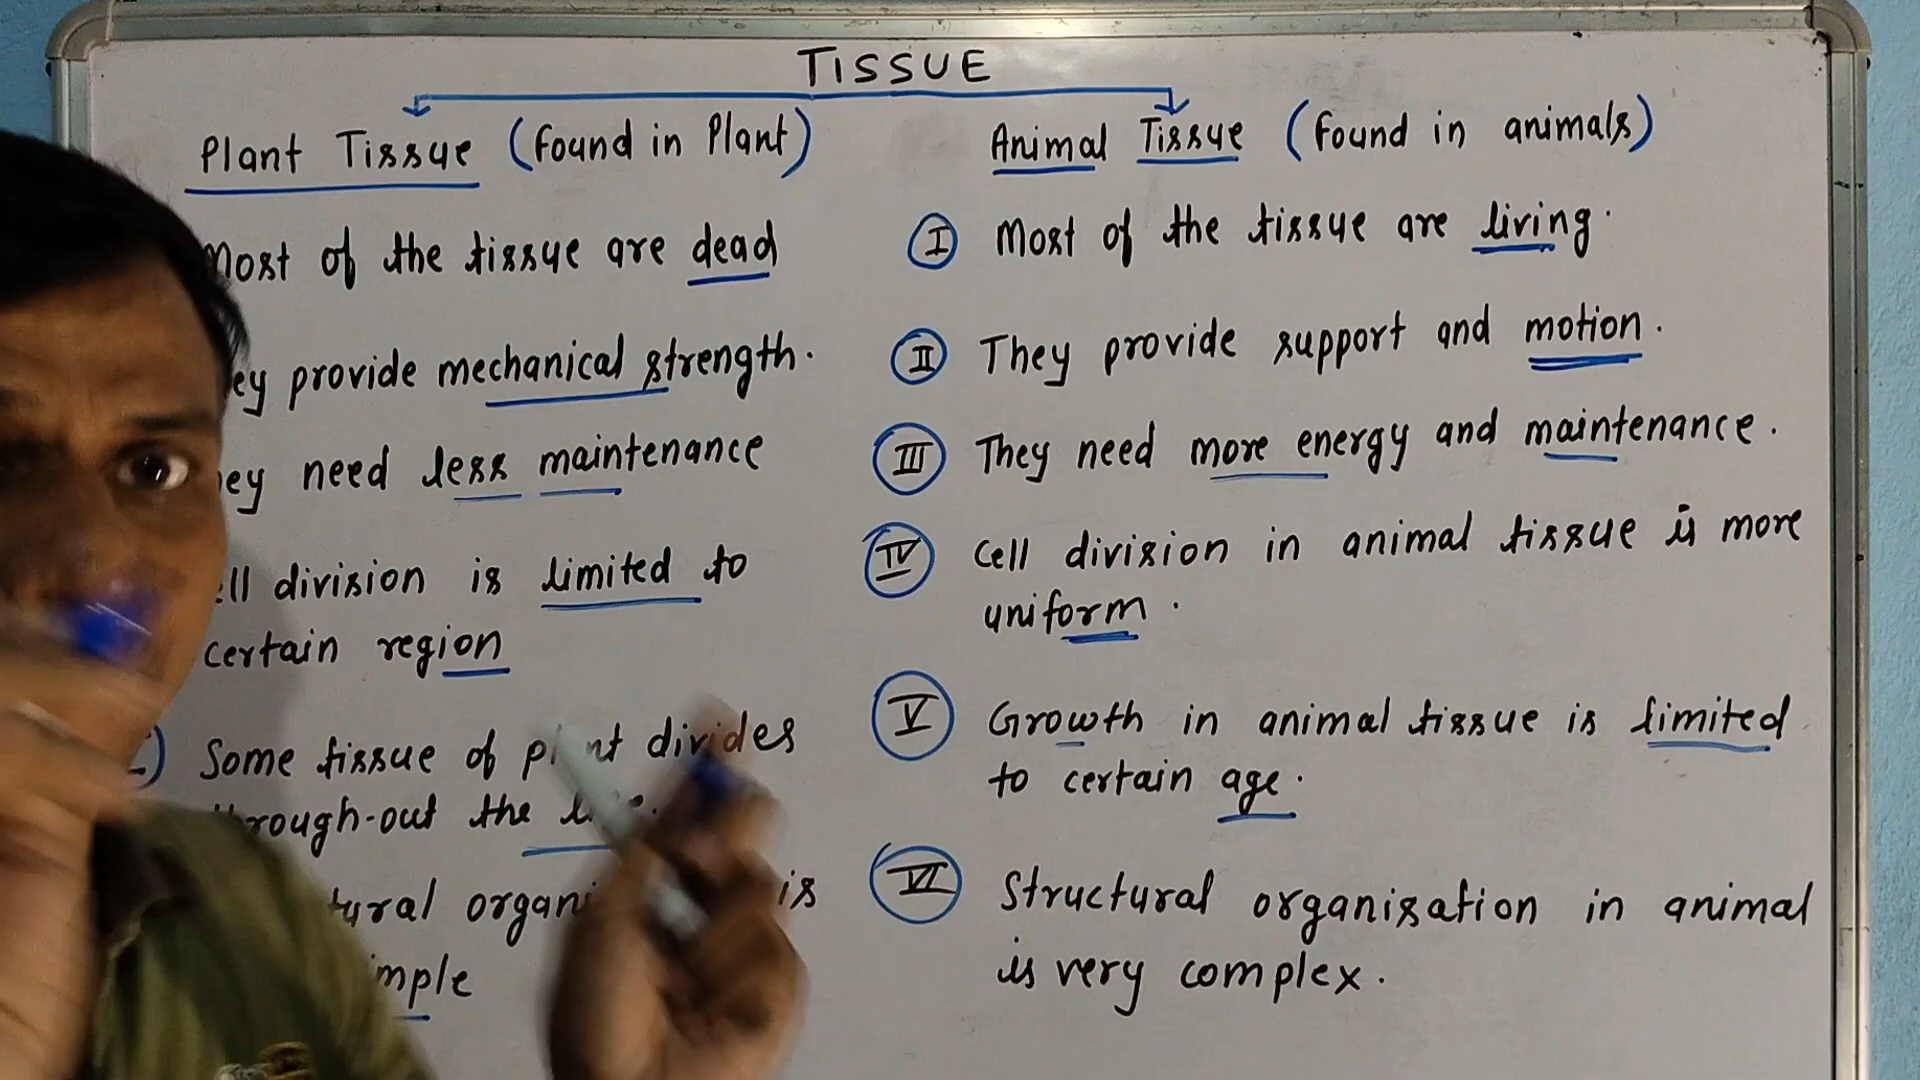 TISSUE
Plant Tissue (Found in Plant)
Most of the tissue are dead
provide mechanical strength.
need less maintenance
division is limited to
certain region
Some tissue of plant divides
through-out the
is
Animal Tissue (Found in animals)
I Most of the tissue are living.
II They provide support and motion.
III They need more energy and maintenance.
IV Cell division in animal tissue is more
uniform.
V Growth in animal tissue is limited
to certain age.
VI Structural organisation in animal
is very complex.